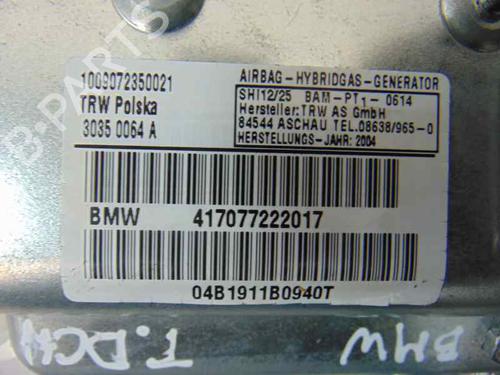 1009072350021
TRW Polska
3035 0064 A
AIRBAG-HYBRIDGAS-GENERATOR
SHI12/25 BAM-PT1-0614
Hersteller:TRW AS GmbH
84544 ASCHAU TEL.08638/965-0
HERSTELLUNGS-JAHR: 2004
BMW 417077222017
04B1911B0940T
T.DCH
BMW
B-PARTS